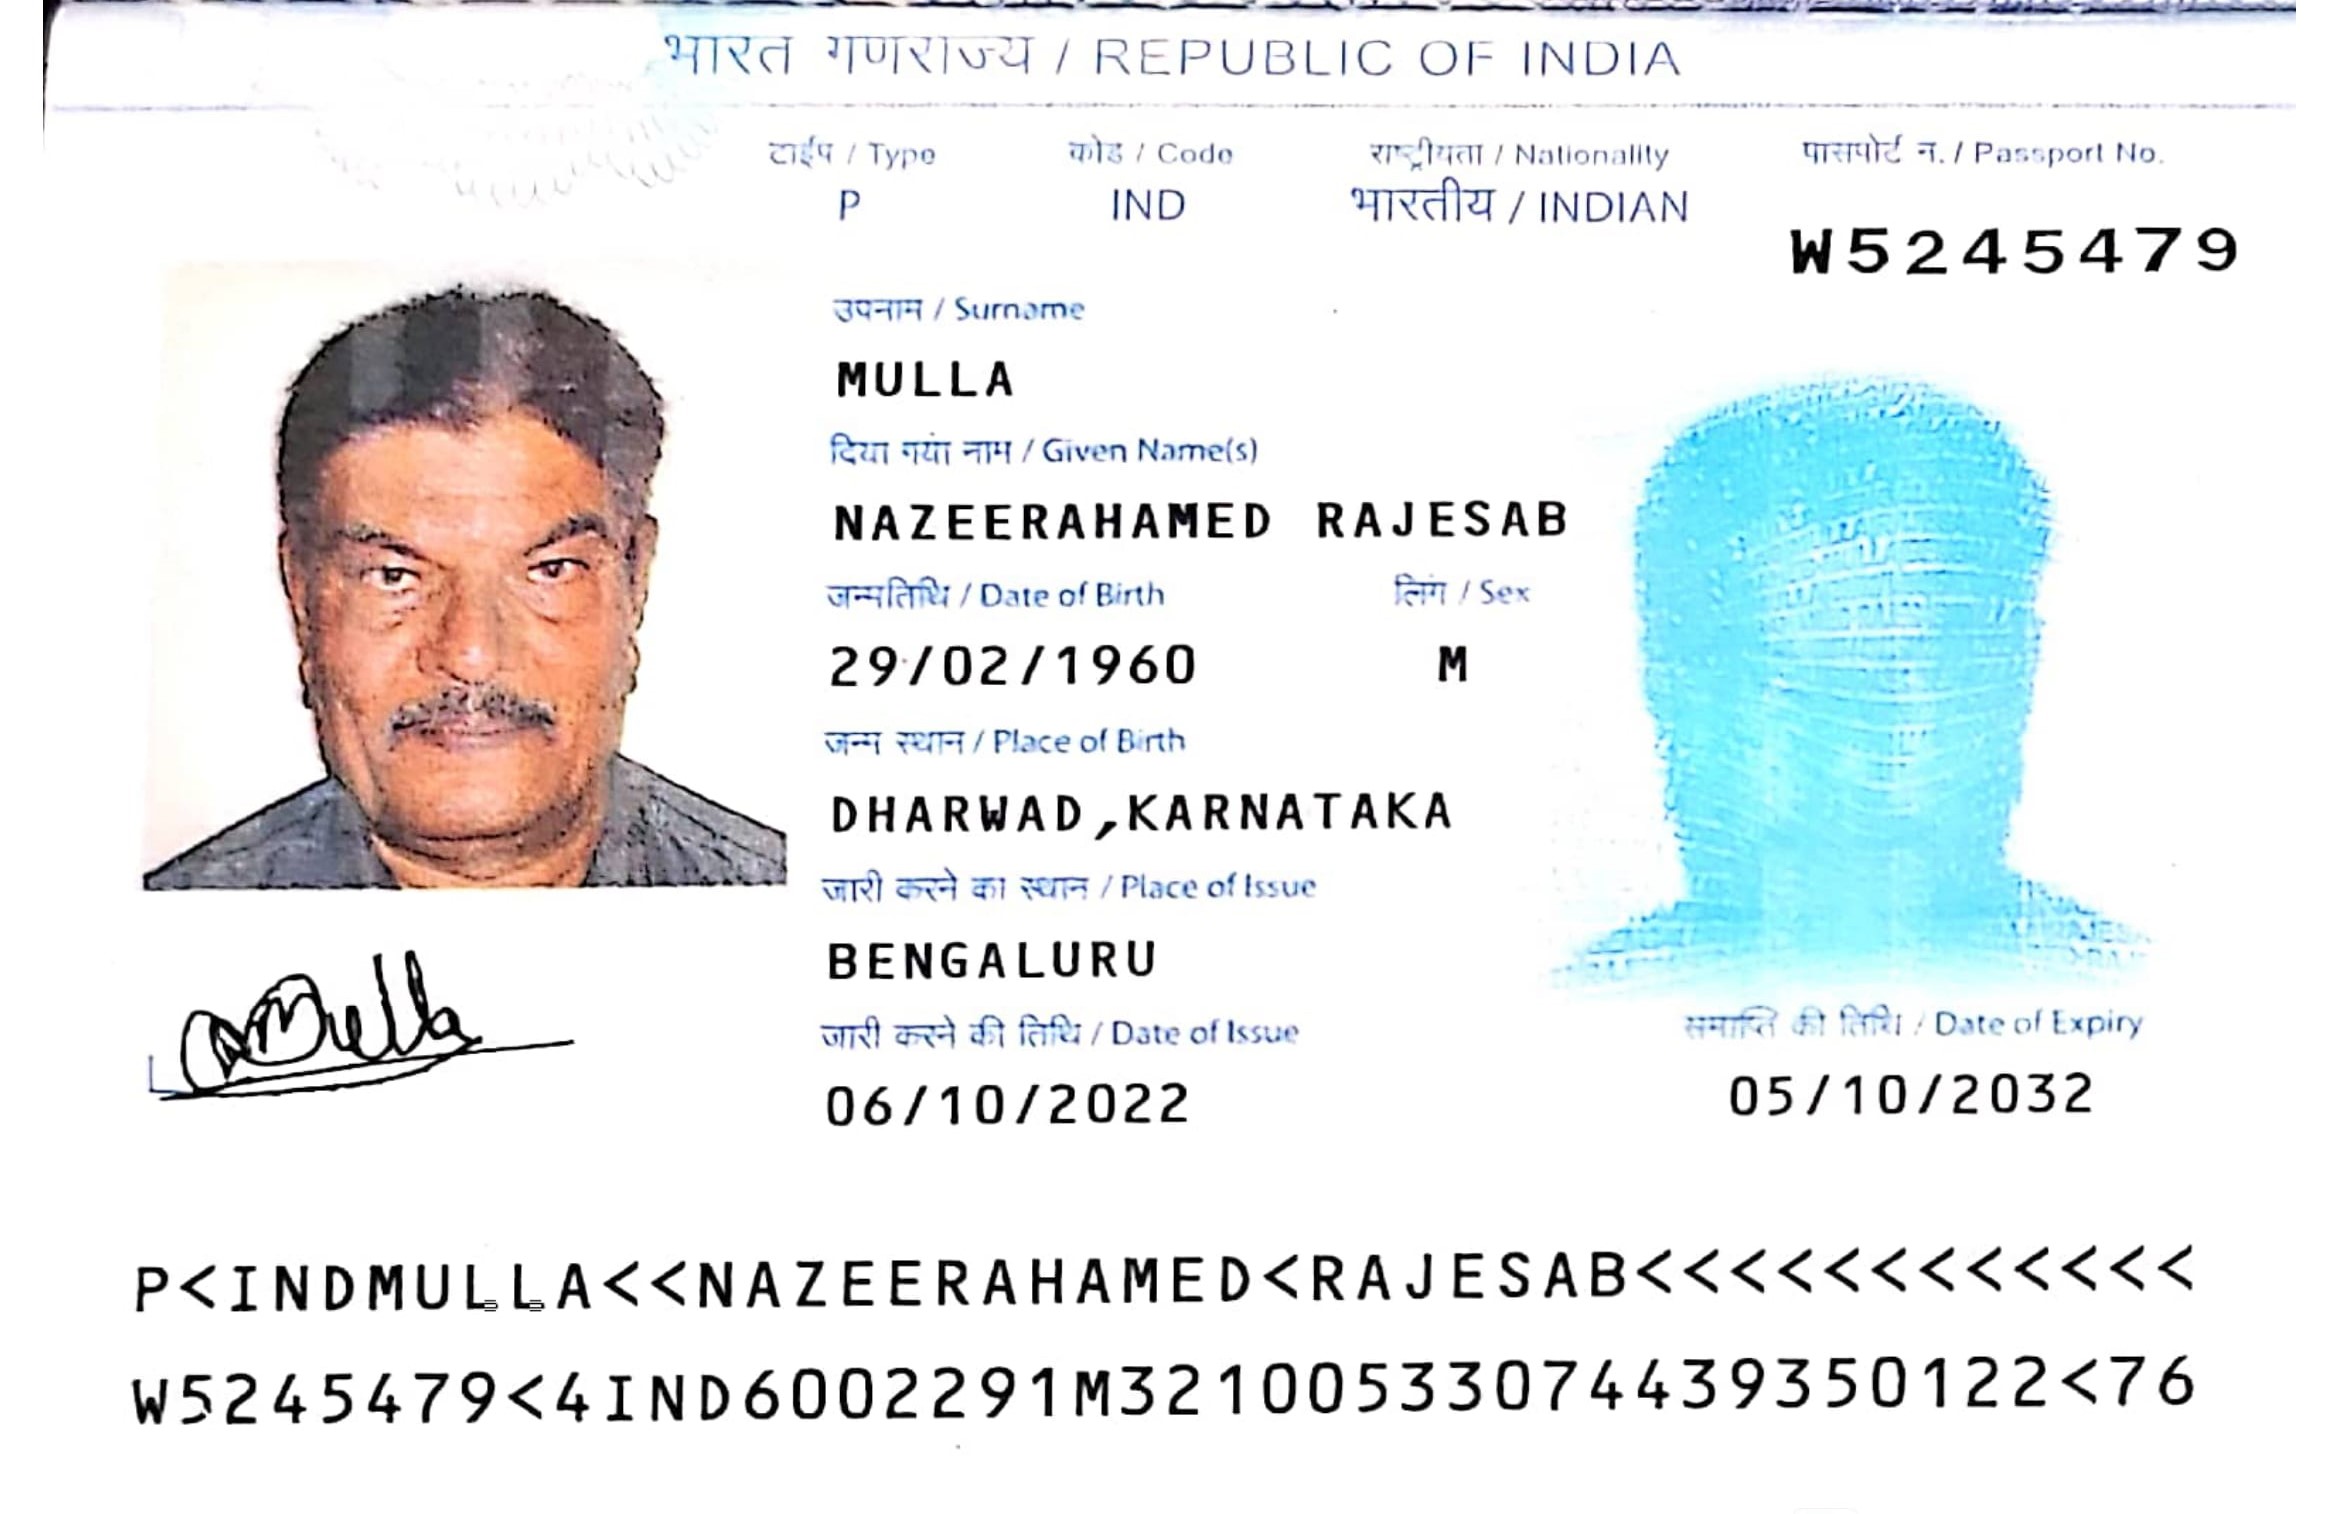 भारत गणराज्य / REPUBLIC OF INDIA
टाईप / Type
कोड / Code
राष्ट्रीयता / Nationality
पासपोर्ट न. / Passport No.
P
IND
भारतीय / INDIAN
W5245479
उपनाम / Surname
MULLA
दिया गया नाम / Given Name(s)
NAZEERAHAMED RAJESAB
जन्मतिथि / Date of Birth
लिंग / Sex
29/02/1960
M
जन्म स्थान / Place of Birth
DHARWAD,KARNATAKA
जारी करने का स्थान / Place of Issue
BENGALURU
जारी करने की तिथि / Date of Issue
समाप्ति की तिथि / Date of Expiry
06/10/2022
05/10/2032
Mulla
P<INDMULLA<<NAZEERAHAMED<RAJESAB<<<<<<<<<<<<
W5245479<4IND6002291M32100533074439350122<76